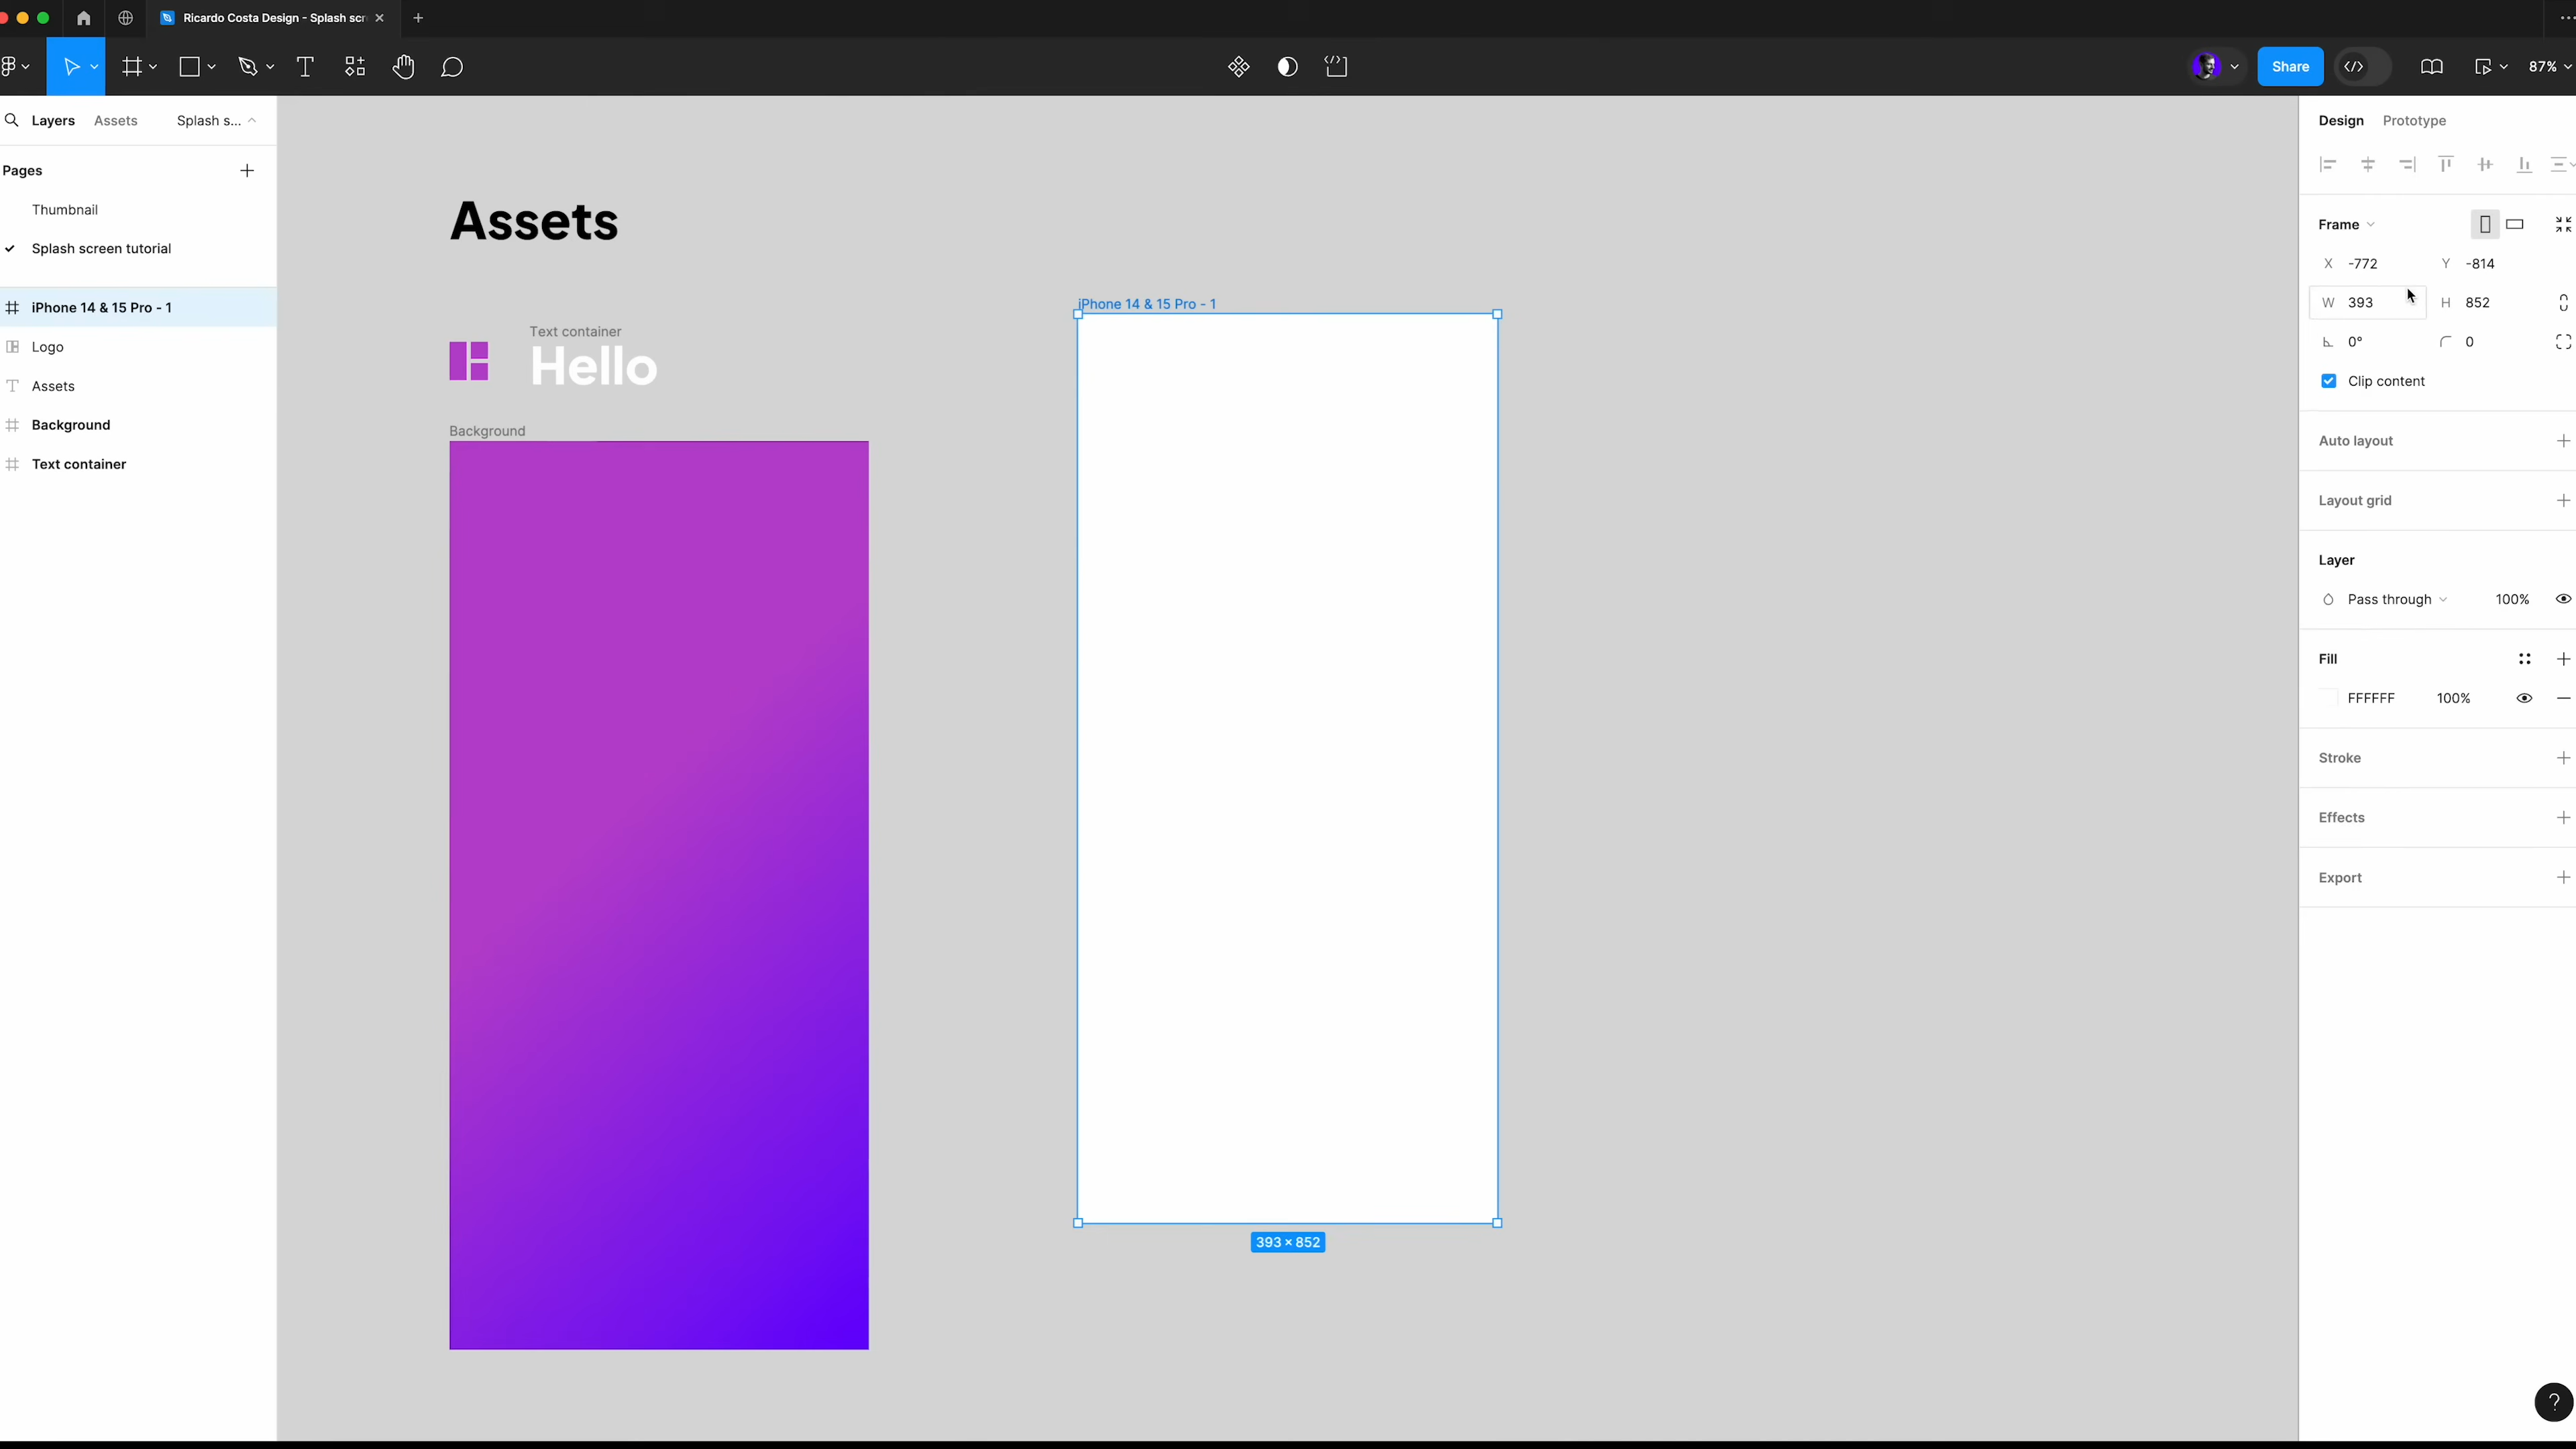 Ricardo Costa Design - Splash scr
Share
87%
Layers
Assets
Splash s...
Pages
Thumbnail
Splash screen tutorial
iPhone 14 & 15 Pro - 1
Logo
Assets
Background
Text container
Assets
Text container
Hello
Background
iPhone 14 & 15 Pro - 1
393 × 852
Design
Prototype
Frame
X -772
Y -814
W 393
H 852
0°
0
Clip content
Auto layout
Layout grid
Layer
Pass through
100%
Fill
FFFFFF
100%
Stroke
Effects
Export
?